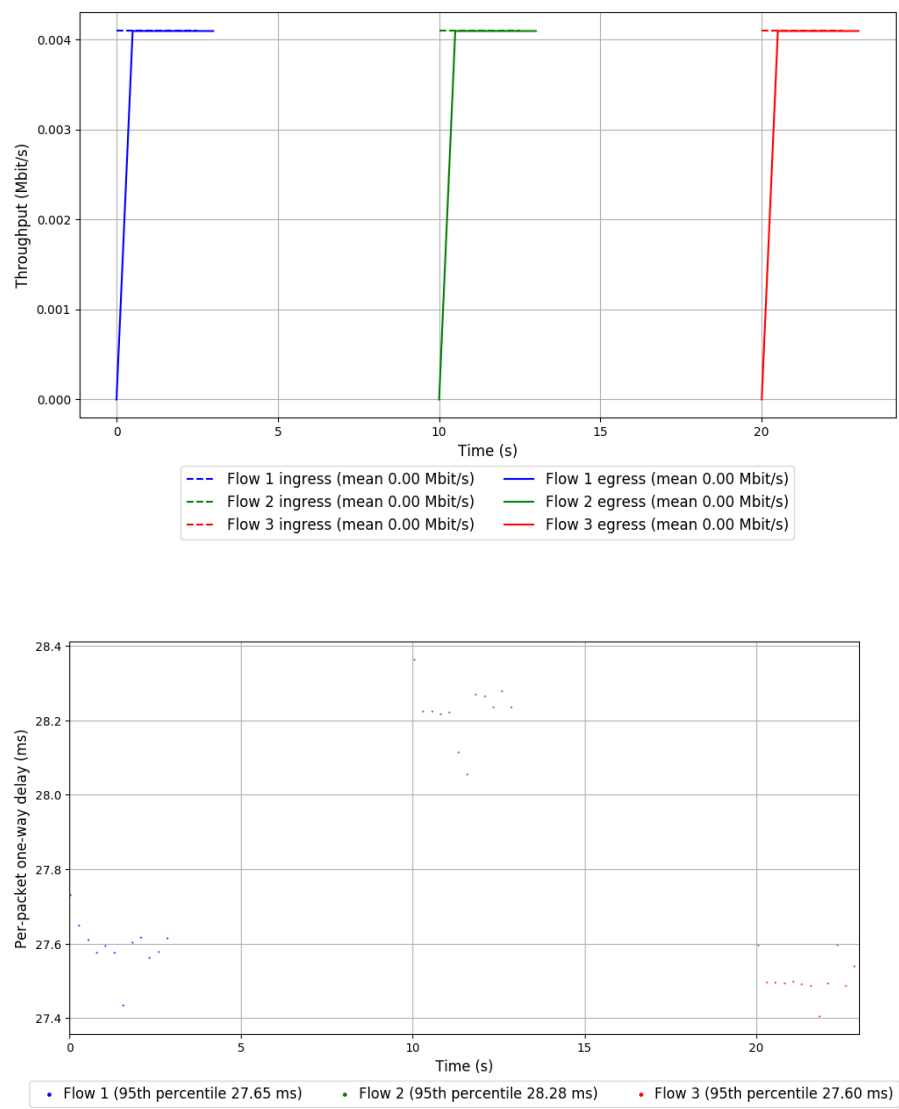 0.004
0.003
0.002
0.001
0.000
Throughput (Mbit/s)
0 5 10 15 20
Time (s)
Flow 1 ingress (mean 0.00 Mbit/s) Flow 1 egress (mean 0.00 Mbit/s)
Flow 2 ingress (mean 0.00 Mbit/s) Flow 2 egress (mean 0.00 Mbit/s)
Flow 3 ingress (mean 0.00 Mbit/s) Flow 3 egress (mean 0.00 Mbit/s)
28.4
28.2
28.0
27.8
27.6
27.4
Per-packet one-way delay (ms)
0 5 10 15 20
Time (s)
Flow 1 (95th percentile 27.65 ms) Flow 2 (95th percentile 28.28 ms) Flow 3 (95th percentile 27.60 ms)